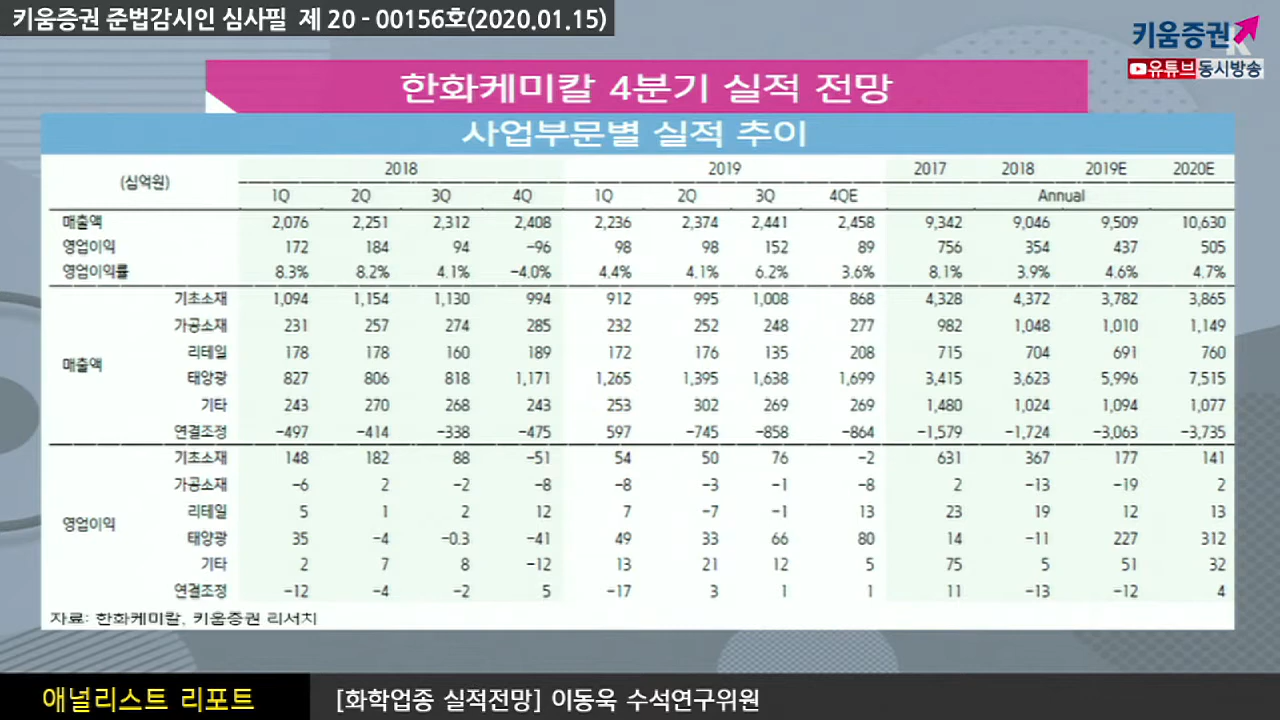 키움증권 준법감시인 심사필 제 20 - 00156호(2020.01.15)
키움증권
유튜브 동시방송
한화케미칼 4분기 실적 전망
사업부문별 실적 추이
(십억원) 2018 2019 2017 2018 2019E 2020E
1Q 2Q 3Q 4Q 1Q 2Q 3Q 4QE Annual
매출액 2,076 2,251 2,312 2,408 2,236 2,374 2,441 2,458 9,342 9,046 9,509 10,630
영업이익 172 184 94 -96 98 98 152 89 756 354 437 505
영업이익률 8.3% 8.2% 4.1% -4.0% 4.4% 4.1% 6.2% 3.6% 8.1% 3.9% 4.6% 4.7%
매출액 기초소재 1,094 1,154 1,130 994 912 995 1,008 868 4,328 4,372 3,782 3,865
가공소재 231 257 274 285 232 252 248 277 982 1,048 1,010 1,149
리테일 178 178 160 189 172 176 135 208 715 704 691 760
태양광 827 806 818 1,171 1,265 1,395 1,638 1,699 3,415 3,623 5,996 7,515
기타 243 270 268 243 253 302 269 269 1,480 1,024 1,094 1,077
연결조정 -497 -414 -338 -475 597 -745 -858 -864 -1,579 -1,724 -3,063 -3,735
영업이익 기초소재 148 182 88 -51 54 50 76 -2 631 367 177 141
가공소재 -6 2 -2 -8 -8 -3 -1 -8 2 -13 -19 2
리테일 5 1 2 12 7 -7 -1 13 23 19 12 13
태양광 35 -4 -0.3 -41 49 33 66 80 14 -11 227 312
기타 2 7 8 -12 13 21 12 5 75 5 51 32
연결조정 -12 -4 -2 5 -17 3 1 1 11 -13 -12 4
자료: 한화케미칼, 키움증권 리서치
애널리스트 리포트 [화학업종 실적전망] 이동욱 수석연구위원